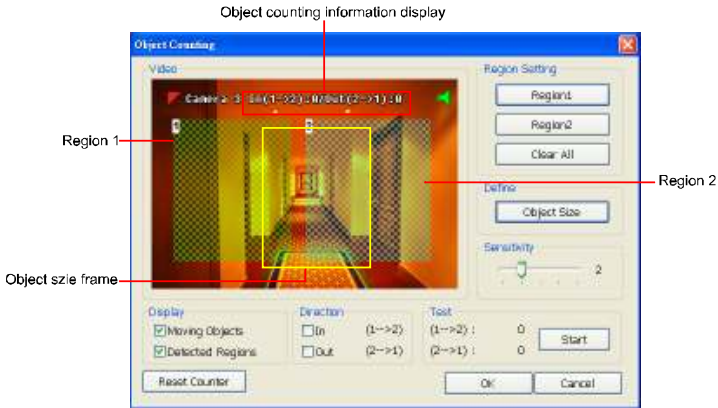 Object counting information display
Object Counting
Video
Region Setting
Camera 3 In(1-->2):0/Out(2-->1):0
Region1
1
2
Region 1
Region2
Clear All
Region 2
Define
Object Size
Sensitivity
2
Object szie frame
Display
Direction
Test
Moving Objects
In (1-->2)
(1-->2) : 0
Start
Detected Regions
Out (2-->1)
(2-->1) : 0
Reset Counter
OK
Cancel